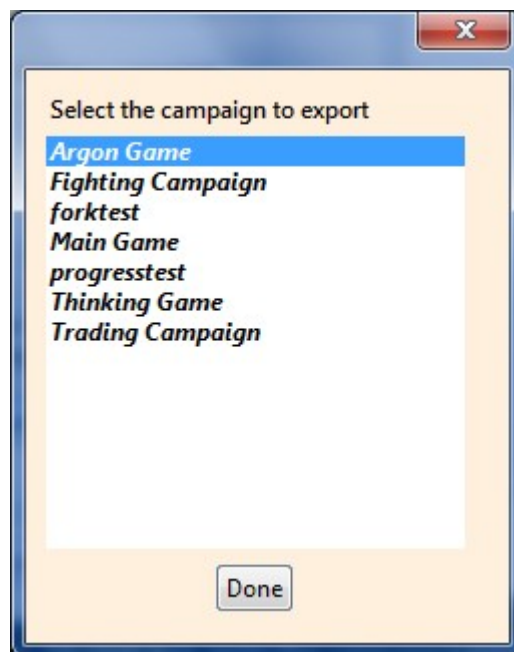 Select the campaign to export
Argon Game
Fighting Campaign
forktest
Main Game
progresstest
Thinking Game
Trading Campaign
Done